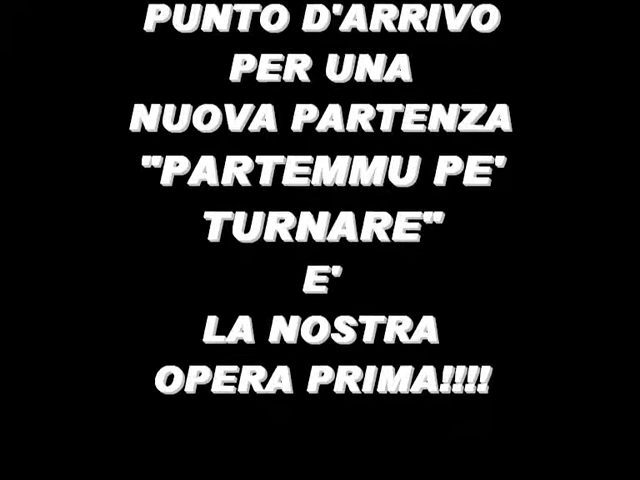 PUNTO D'ARRIVO
PER UNA
NUOVA PARTENZA
"PARTEMMU PE'
TURNARE"
E'
LA NOSTRA
OPERA PRIMA!!!!